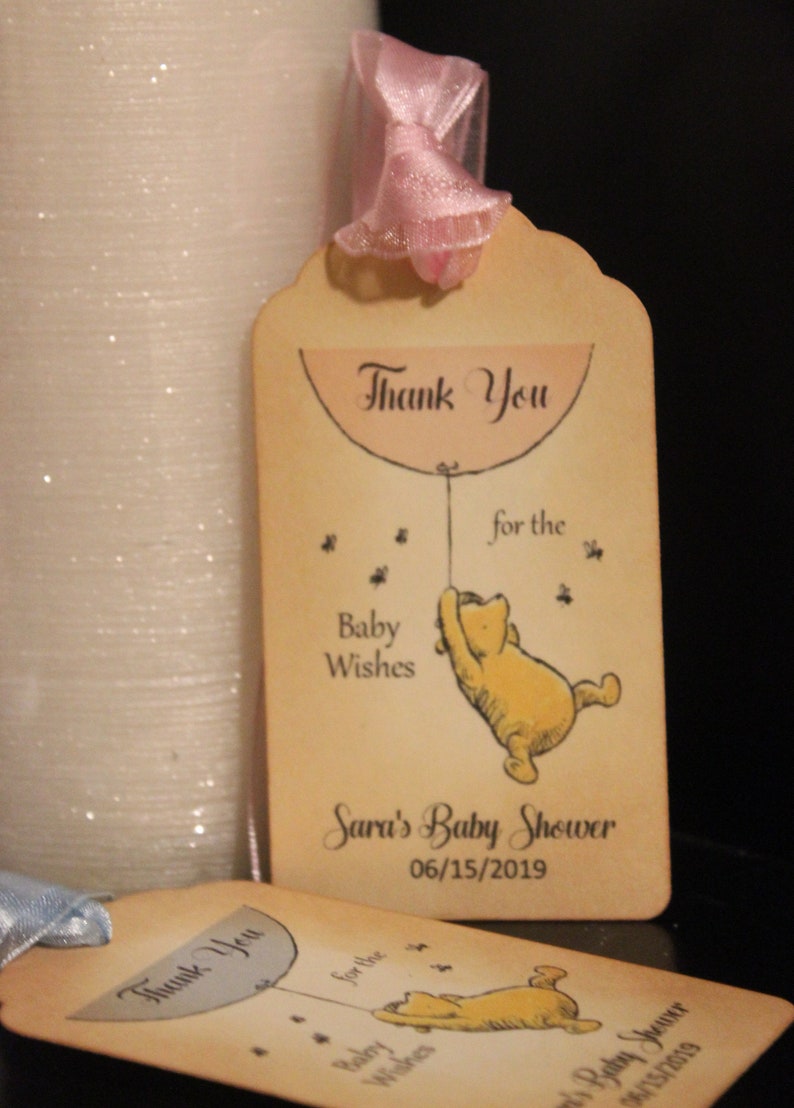 Thank You
for the
Baby
Wishes
Sara's Baby Shower
06/15/2019
Thank You
for the
Baby
Wishes
Baby Shower
06/15/2019